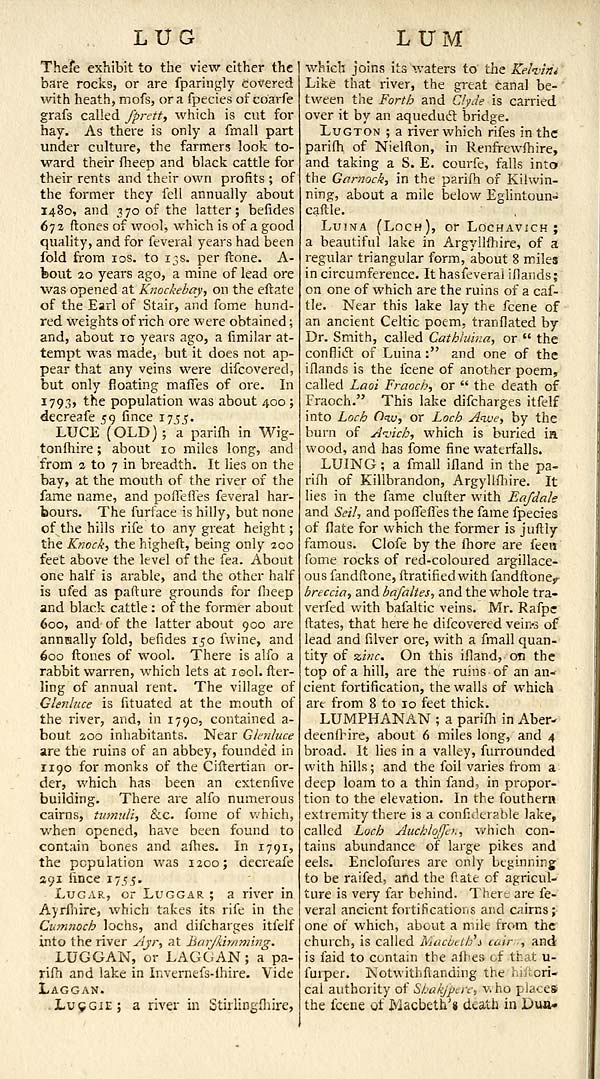 LUG
LUM
Theſe exhibit to the view either the
bare rocks, or are ſparingly covered
with heath, moſs, or a ſpecies of coarſe
graſs called ſprett, which is cut for
hay. As there is only a ſmall part
under culture, the farmers look to-
ward their ſheep and black cattle for
their rents and their own profits; of
the former they ſell annually about
1480, and 370 of the latter; beſides
672 ſtones of wool, which is of a good
quality, and for ſeveral years had been
ſold from 10s. to 13s. per ſtone. A-
bout 20 years ago, a mine of lead ore
was opened at Knockebay, on the eſtate
of the Earl of Stair, and ſome hund-
red weights of rich ore were obtained;
and, about 10 years ago, a ſimilar at-
tempt was made, but it does not ap-
pear that any veins were diſcovered,
but only floating maſſes of ore. In
1793, the population was about 400;
decreaſe 59 ſince 1755.
LUCE (OLD); a pariſh in Wig-
tonſhire; about 10 miles long, and
from 2 to 7 in breadth. It lies on the
bay, at the mouth of the river of the
ſame name, and poſſeſſes ſeveral har-
bours. The ſurface is hilly, but none
of the hills riſe to any great height;
the Knock, the higheſt, being only 200
feet above the level of the ſea. About
one half is arable, and the other half
is uſed as paſture grounds for ſheep
and black cattle: of the former about
600, and of the latter about 900 are
annually ſold, beſides 150 ſwine, and
600 ſtones of wool. There is alſo a
rabbit warren, which lets at 100l. ſter-
ling of annual rent. The village of
Glenluce is ſituated at the mouth of
the river, and, in 1790, contained a-
bout 200 inhabitants. Near Glenluce
are the ruins of an abbey, founded in
1190 for monks of the Ciſtertian or-
der, which has been an extenſive
building. There are alſo numerous
cairns, tumuli, &c. ſome of which,
when opened, have been found to
contain bones and aſhes. In 1791,
the population was 1200; decreaſe
291 ſince 1755.
LUGAR, or LUGGAR; a river in
Ayrſhire, which takes its riſe in the
Cumnock lochs, and diſcharges itſelf
into the river Ayr, at Barſkimming.
LUGGAN, or LAGGAN; a pa-
riſh and lake in Inverneſs-ſhire. Vide
LAGGAN.
LUGGIE; a river in Stirlingſhire,
which joins its waters to the Kelvin.
Like that river, the great canal be-
tween the Forth and Clyde is carried
over it by an aqueduct bridge.
LUGTON; a river which riſes in the
pariſh of Nielſton, in Renfrewſhire,
and taking a S. E. courſe, falls into
the Garnock, in the pariſh of Kilwin-
ning, about a mile below Eglintoun-
caſtle.
LUINA (LOCH), or LOCHAVICH;
a beautiful lake in Argyllſhire, of a
regular triangular form, about 8 miles
in circumference. It has ſeveral iſlands;
on one of which are the ruins of a caſ-
tle. Near this lake lay the ſcene of
an ancient Celtic poem, tranſlated by
Dr. Smith, called Cathluina, or "the
conflict of Luina:" and one of the
iſlands is the ſcene of another poem,
called Laoi Fraoch, or "the death of
Fraoch." This lake diſcharges itſelf
into Loch Ow, or Loch Awe, by the
burn of Avich, which is buried in
wood, and has ſome fine waterfalls.
LUING; a ſmall iſland in the pa-
riſh of Killbrandon, Argyllſhire. It
lies in the ſame cluſter with Eaſdale
and Seil, and poſſeſſes the ſame ſpecies
of ſlate for which the former is juſtly
famous. Cloſe by the ſhore are ſeen
ſome rocks of red-coloured argillace-
ous ſandſtone, ſtratified with ſandſtone,
breccia, and baſaltes, and the whole tra-
verſed with baſaltic veins. Mr. Raſpe
ſtates, that here he diſcovered veins of
lead and ſilver ore, with a ſmall quan-
tity of zinc. On this iſland, on the
top of a hill, are the ruins of an an-
cient fortification, the walls of which
are from 8 to 10 feet thick.
LUMPHANAN; a pariſh in Aber-
deenſhire, about 6 miles long, and 4
broad. It lies in a valley, ſurrounded
with hills; and the ſoil varies from a
deep loam to a thin ſand, in propor-
tion to the elevation. In the ſouthern
extremity there is a conſiderable lake,
called Loch Auchloſſen, which con-
tains abundance of large pikes and
eels. Encloſures are only beginning
to be raiſed, and the ſtate of agricul-
ture is very far behind. There are ſe-
veral ancient fortifications and cairns;
one of which, about a mile from the
church, is called Macbeth's cairn, and
is ſaid to contain the aſhes of that u-
ſurper. Notwithſtanding the hiſtori-
cal authority of Shakſpere, who places
the ſcene of Macbeth's death in Dun-